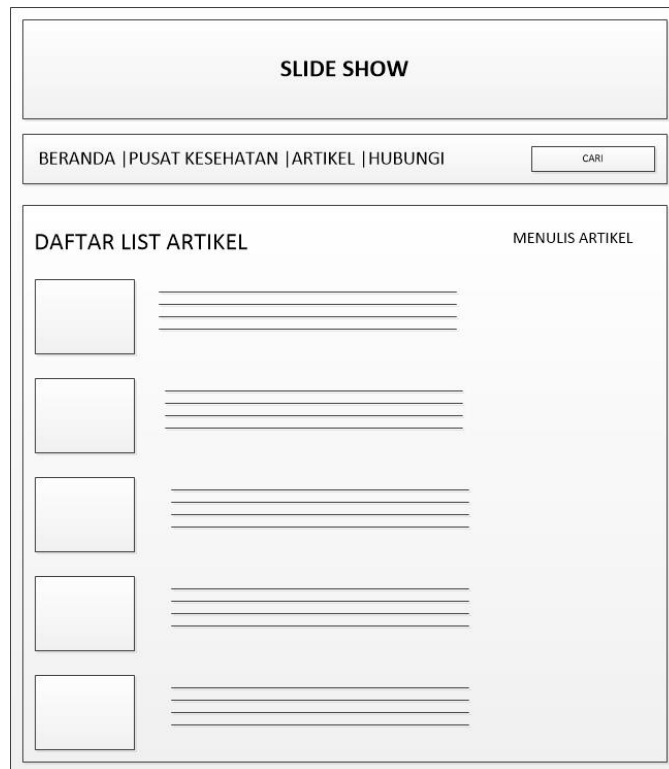 SLIDE SHOW
BERANDA |PUSAT KESEHATAN |ARTIKEL |HUBUNGI
CARI
DAFTAR LIST ARTIKEL
MENULIS ARTIKEL